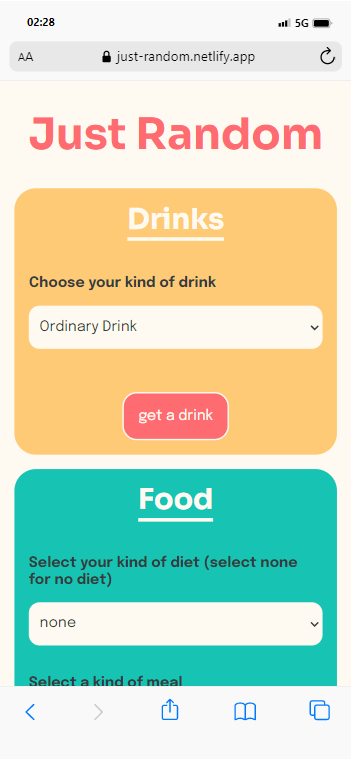 02:28
5G
AA
just-random.netlify.app
Just Random
Drinks
Choose your kind of drink
Ordinary Drink
get a drink
Food
Select your kind of diet (select none
for no diet)
none
Select a kind of meal